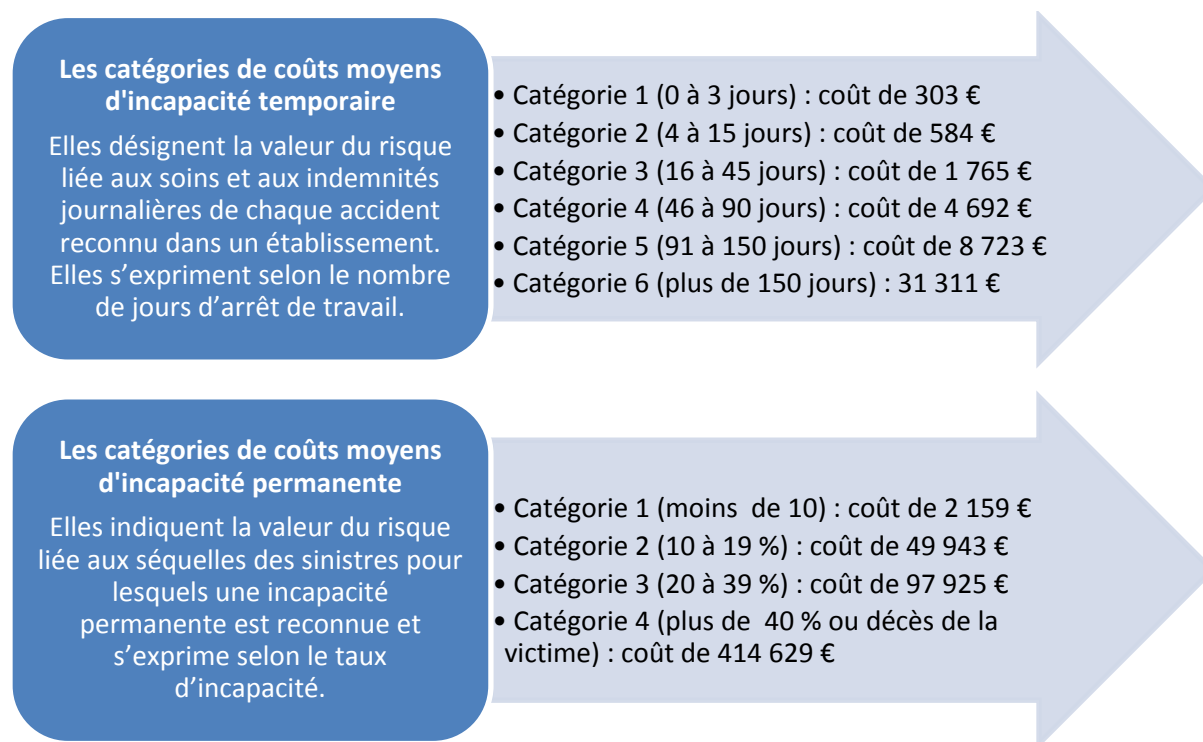 Les catégories de coûts moyens
d'incapacité temporaire
Elles désignent la valeur du risque
liée aux soins et aux indemnités
journalières de chaque accident
reconnu dans un établissement.
Elles s’expriment selon le nombre
de jours d’arrêt de travail.
• Catégorie 1 (0 à 3 jours) : coût de 303 €
• Catégorie 2 (4 à 15 jours) : coût de 584 €
• Catégorie 3 (16 à 45 jours) : coût de 1 765 €
• Catégorie 4 (46 à 90 jours) : coût de 4 692 €
• Catégorie 5 (91 à 150 jours) : coût de 8 723 €
• Catégorie 6 (plus de 150 jours) : 31 311 €
Les catégories de coûts moyens
d'incapacité permanente
Elles indiquent la valeur du risque
liée aux séquelles des sinistres pour
lesquels une incapacité
permanente est reconnue et
s’exprime selon le taux
d’incapacité.
• Catégorie 1 (moins  de 10) : coût de 2 159 €
• Catégorie 2 (10 à 19 %) : coût de 49 943 €
• Catégorie 3 (20 à 39 %) : coût de 97 925 €
• Catégorie 4 (plus de  40 % ou décès de la
victime) : coût de 414 629 €